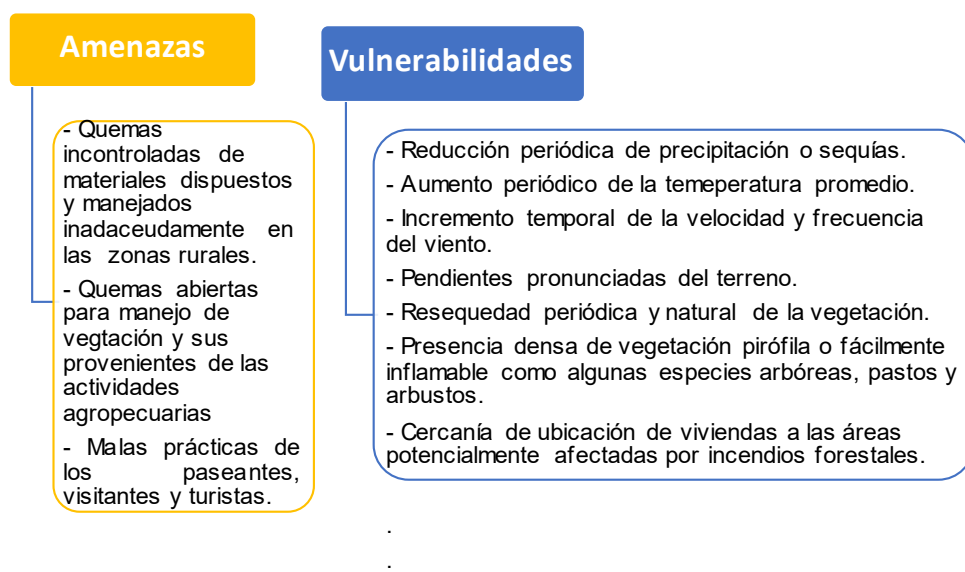 Amenazas
- Quemas
incontroladas de
materiales dispuestos
y manejados
inadaceudamente en
las zonas rurales.
- Quemas abiertas
para manejo de
vegtación y sus
provenientes de las
actividades
agropecuarias
- Malas prácticas de
los paseantes,
visitantes y turistas.
Vulnerabilidades
- Reducción periódica de precipitación o sequías.
- Aumento periódico de la temeperatura promedio.
- Incremento temporal de la velocidad y frecuencia
del viento.
- Pendientes pronunciadas del terreno.
- Resequedad periódica y natural de la vegetación.
- Presencia densa de vegetación pirófila o fácilmente
inflamable como algunas especies arbóreas, pastos y
arbustos.
- Cercanía de ubicación de viviendas a las áreas
potencialmente afectadas por incendios forestales.
.
.